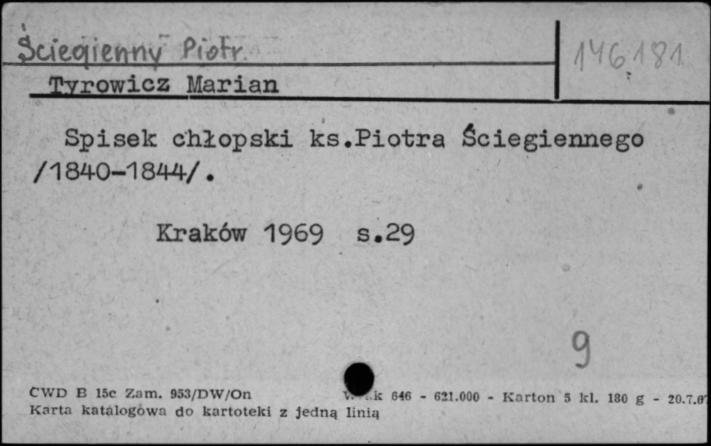 Ściegienny Piotr 146181
Tyrowicz Marian
Spisek chłopski ks.Piotra Ściegiennego
/1840-1844/.
Kraków 1969 s.29
9
CWD B 15c Zam. 953/DW/On 646 - 621.000 - Karton 5 kl. 180 g - 20.7.
Karta katalogowa do kartoteki z jedną linią